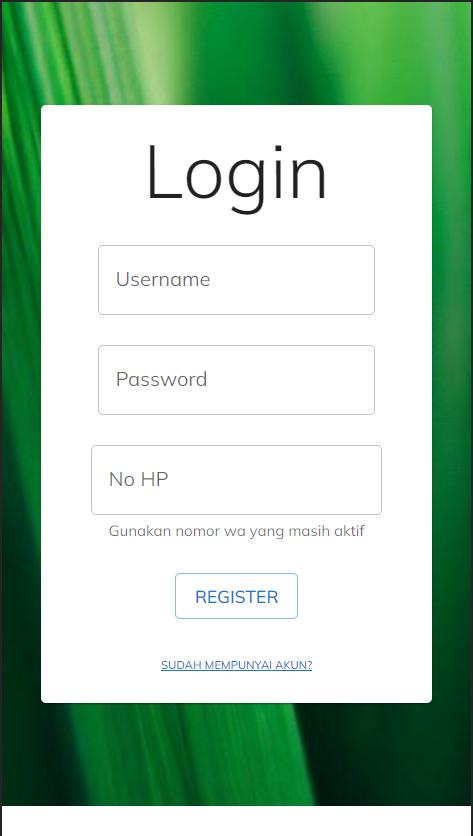 Login
Username
Password
No HP
Gunakan nomor wa yang masih aktif
REGISTER
SUDAH MEMPUNYAI AKUN?